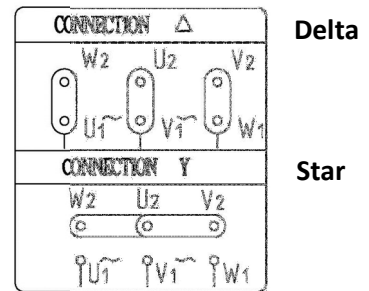 CONNECTION Δ Delta
W2 U2 V2
U1~ V1~ W1
CONNECTION Y Star
W2 U2 V2
U1~ V1~ W1